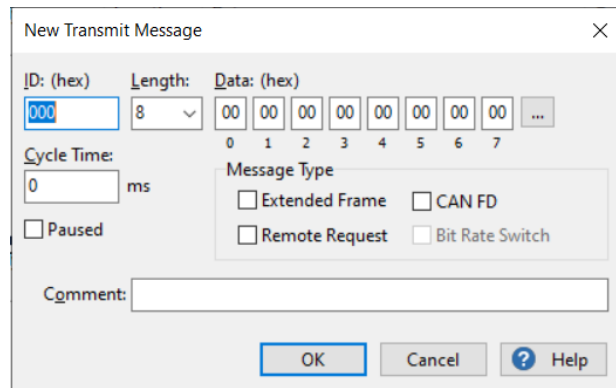 New Transmit Message
ID: (hex) Length: Data: (hex)
000 8 00 00 00 00 00 00 00 00 ...
0 1 2 3 4 5 6 7
Cycle Time:
0 ms
Message Type
Extended Frame CAN FD
Paused
Remote Request Bit Rate Switch
Comment:
OK Cancel ? Help